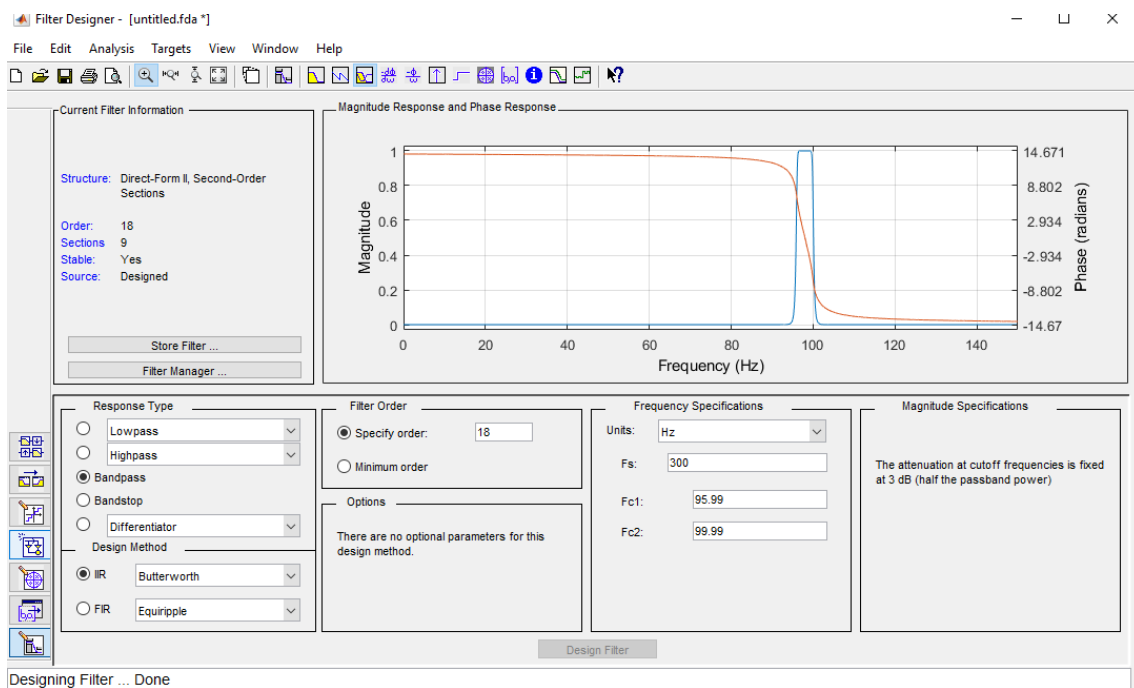 Filter Designer - [untitled.fda *]
File Edit Analysis Targets View Window Help
Current Filter Information
Structure: Direct-Form II, Second-Order
Sections
Order: 18
Sections 9
Stable: Yes
Source: Designed
Store Filter ...
Filter Manager ...
Magnitude Response and Phase Response
1
0.8
0.6
0.4
0.2
0
Magnitude
0 20 40 60 80 100 120 140
Frequency (Hz)
14.671
8.802
2.934
-2.934
-8.802
-14.67
Phase (radians)
Response Type
Lowpass
Highpass
Bandpass
Bandstop
Differentiator
Design Method
IIR Butterworth
FIR Equiripple
Filter Order
Specify order: 18
Minimum order
Options
There are no optional parameters for this
design method.
Frequency Specifications
Units: Hz
Fs: 300
Fc1: 95.99
Fc2: 99.99
Magnitude Specifications
The attenuation at cutoff frequencies is fixed
at 3 dB (half the passband power)
Design Filter
Designing Filter ... Done